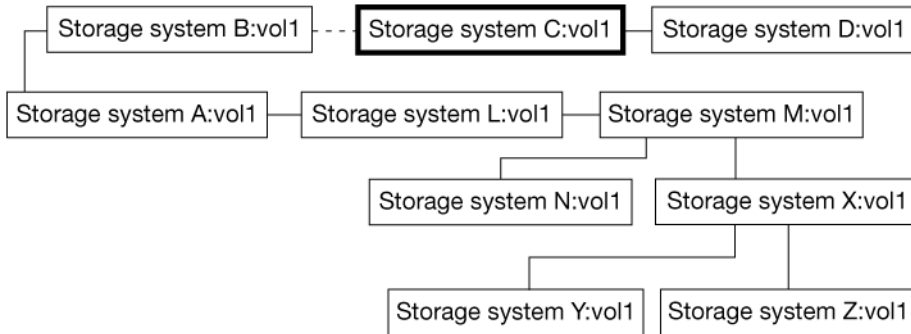 Storage system B:vol1
Storage system C:vol1
Storage system D:vol1
Storage system A:vol1
Storage system L:vol1
Storage system M:vol1
Storage system N:vol1
Storage system X:vol1
Storage system Y:vol1
Storage system Z:vol1